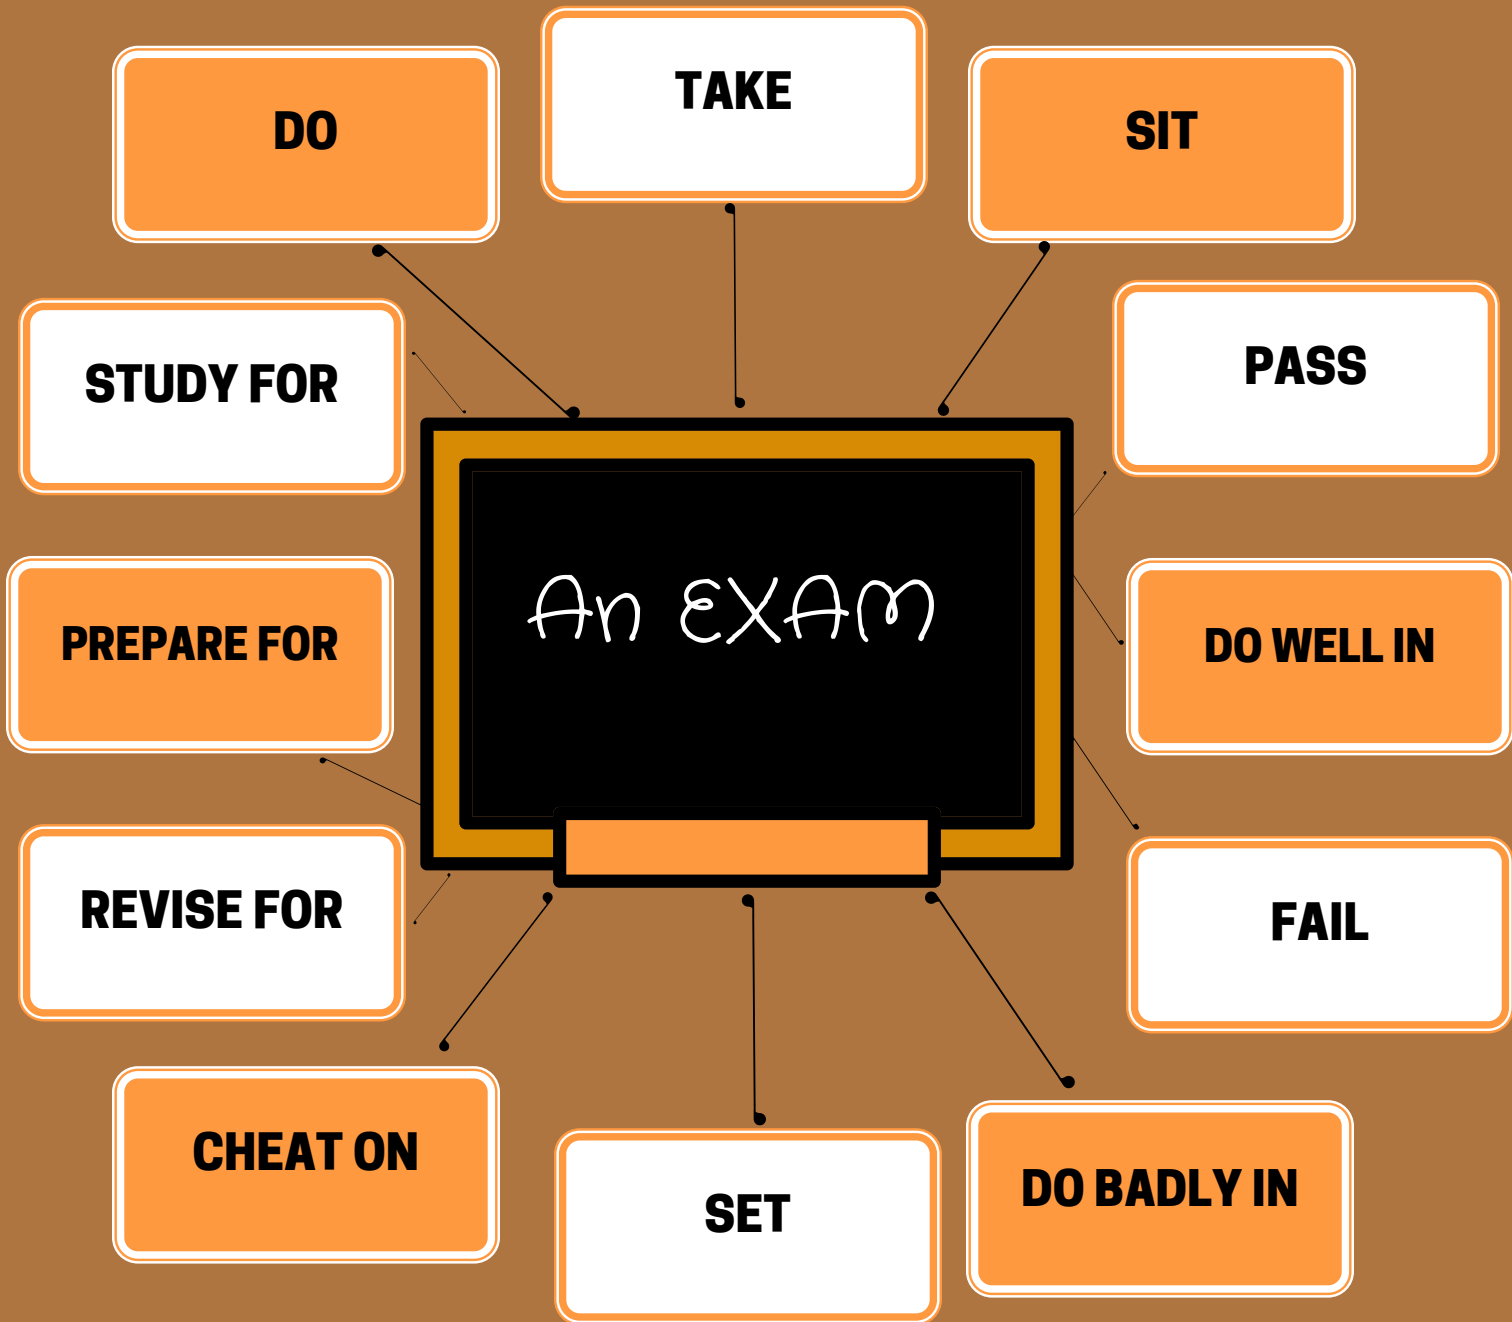 TAKE
DO
SIT
PASS
STUDY FOR
An EXAM
PREPARE FOR
DO WELL IN
REVISE FOR
FAIL
CHEAT ON
DO BADLY IN
SET